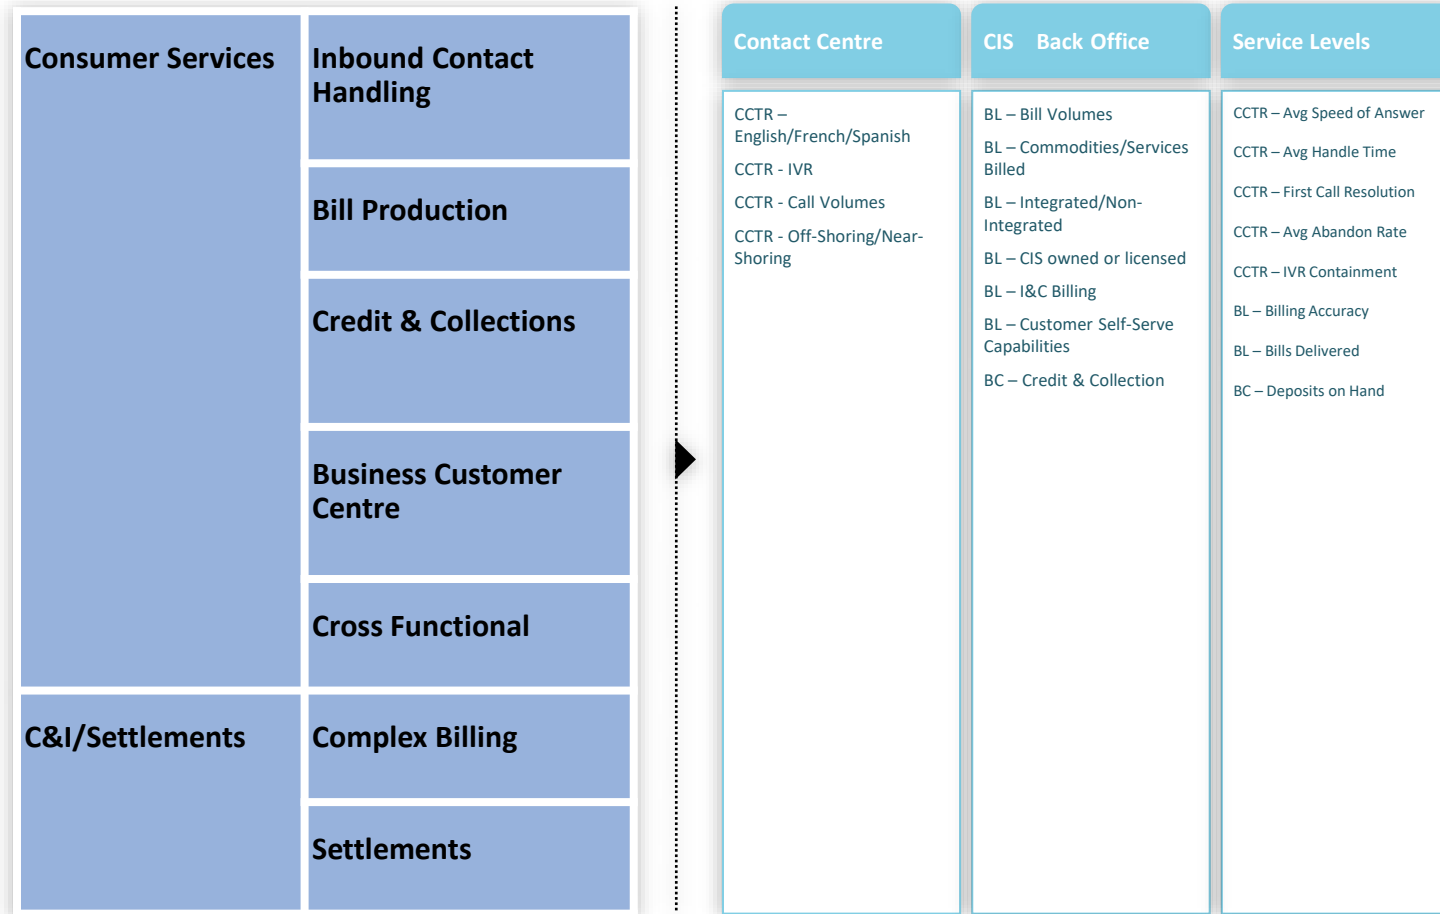 Consumer Services
Inbound Contact
Handling
Bill Production
Credit & Collections
Business Customer
Centre
Cross Functional
C&I/Settlements
Complex Billing
Settlements
Contact Centre
CCTR –
English/French/Spanish
CCTR - IVR
CCTR - Call Volumes
CCTR - Off-Shoring/Near-
Shoring
CIS Back Office
BL – Bill Volumes
BL – Commodities/Services
Billed
BL – Integrated/Non-
Integrated
BL – CIS owned or licensed
BL – I&C Billing
BL – Customer Self-Serve
Capabilities
BC – Credit & Collection
Service Levels
CCTR – Avg Speed of Answer
CCTR – Avg Handle Time
CCTR – First Call Resolution
CCTR – Avg Abandon Rate
CCTR – IVR Containment
BL – Billing Accuracy
BL – Bills Delivered
BC – Deposits on Hand